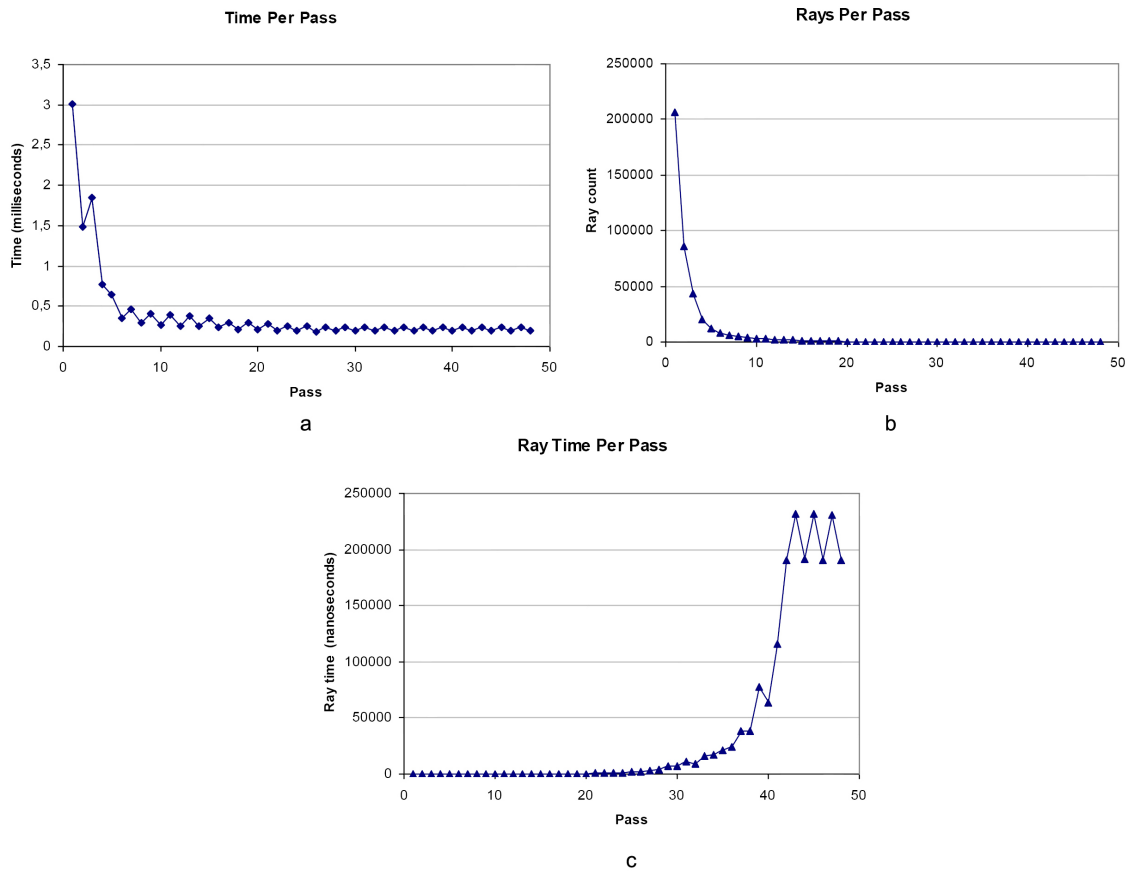 Time Per Pass
3,5
3
2,5
2
1,5
1
0,5
0
0 10 20 30 40 50
Time (milliseconds)
Pass
a
Rays Per Pass
250000
200000
150000
100000
50000
0
0 10 20 30 40 50
Ray count
Pass
b
Ray Time Per Pass
250000
200000
150000
100000
50000
0
0 10 20 30 40 50
Ray time (nanoseconds)
Pass
c